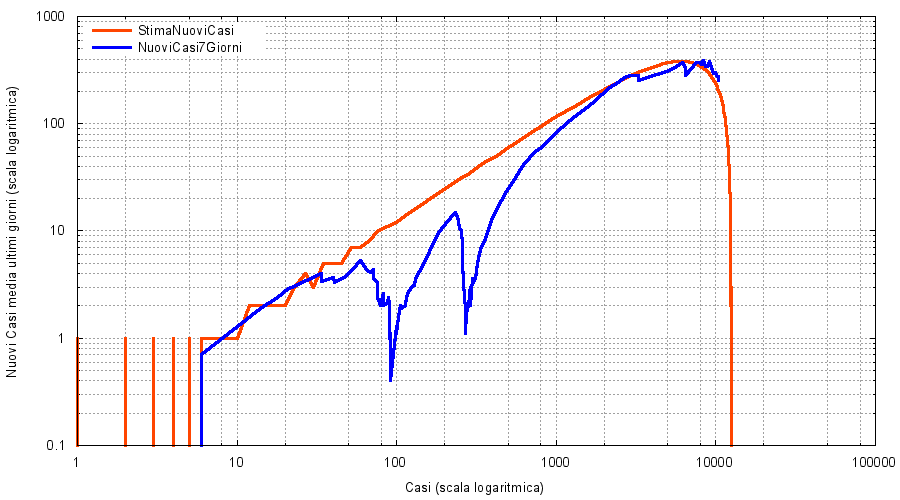 1000
100
10
1
0.1
StimaNuoviCasi
NuoviCasi7Giorni
Nuovi Casi media ultimi giorni (scala logaritmica)
1 10 100 1000 10000 100000
Casi (scala logaritmica)